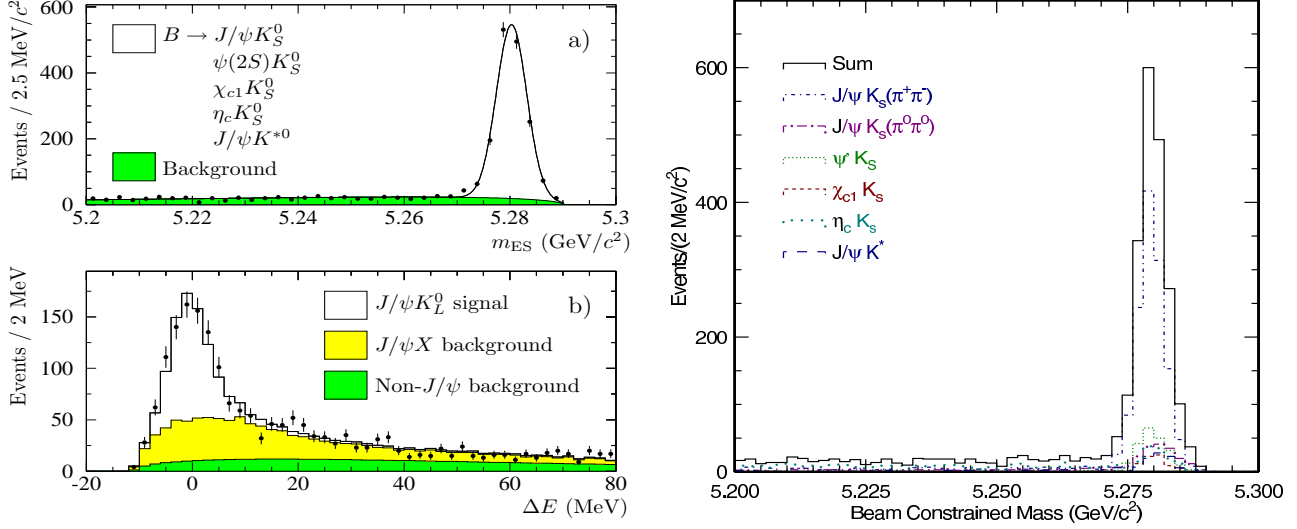 a)
Events / 2.5 MeV/c²
600
400
200
0
B → J/ψK⁰_S
ψ(2S)K⁰_S
χ_c1K⁰_S
η_cK⁰_S
J/ψK*⁰
Background
5.2
5.22
5.24
5.26
5.28
5.3
m_ES (GeV/c²)
b)
Events / 2 MeV
150
100
50
0
J/ψK⁰_L signal
J/ψX background
Non-J/ψ background
-20
0
20
40
60
80
ΔE (MeV)
Events/(2 MeV/c²)
600
400
200
0
Sum
J/ψ K_s(π⁺π⁻)
J/ψ K_s(π⁰π⁰)
ψ' K_S
χ_c1 K_s
η_c K_s
J/ψ K*
5.200
5.225
5.250
5.280
5.300
Beam Constrained Mass (GeV/c²)